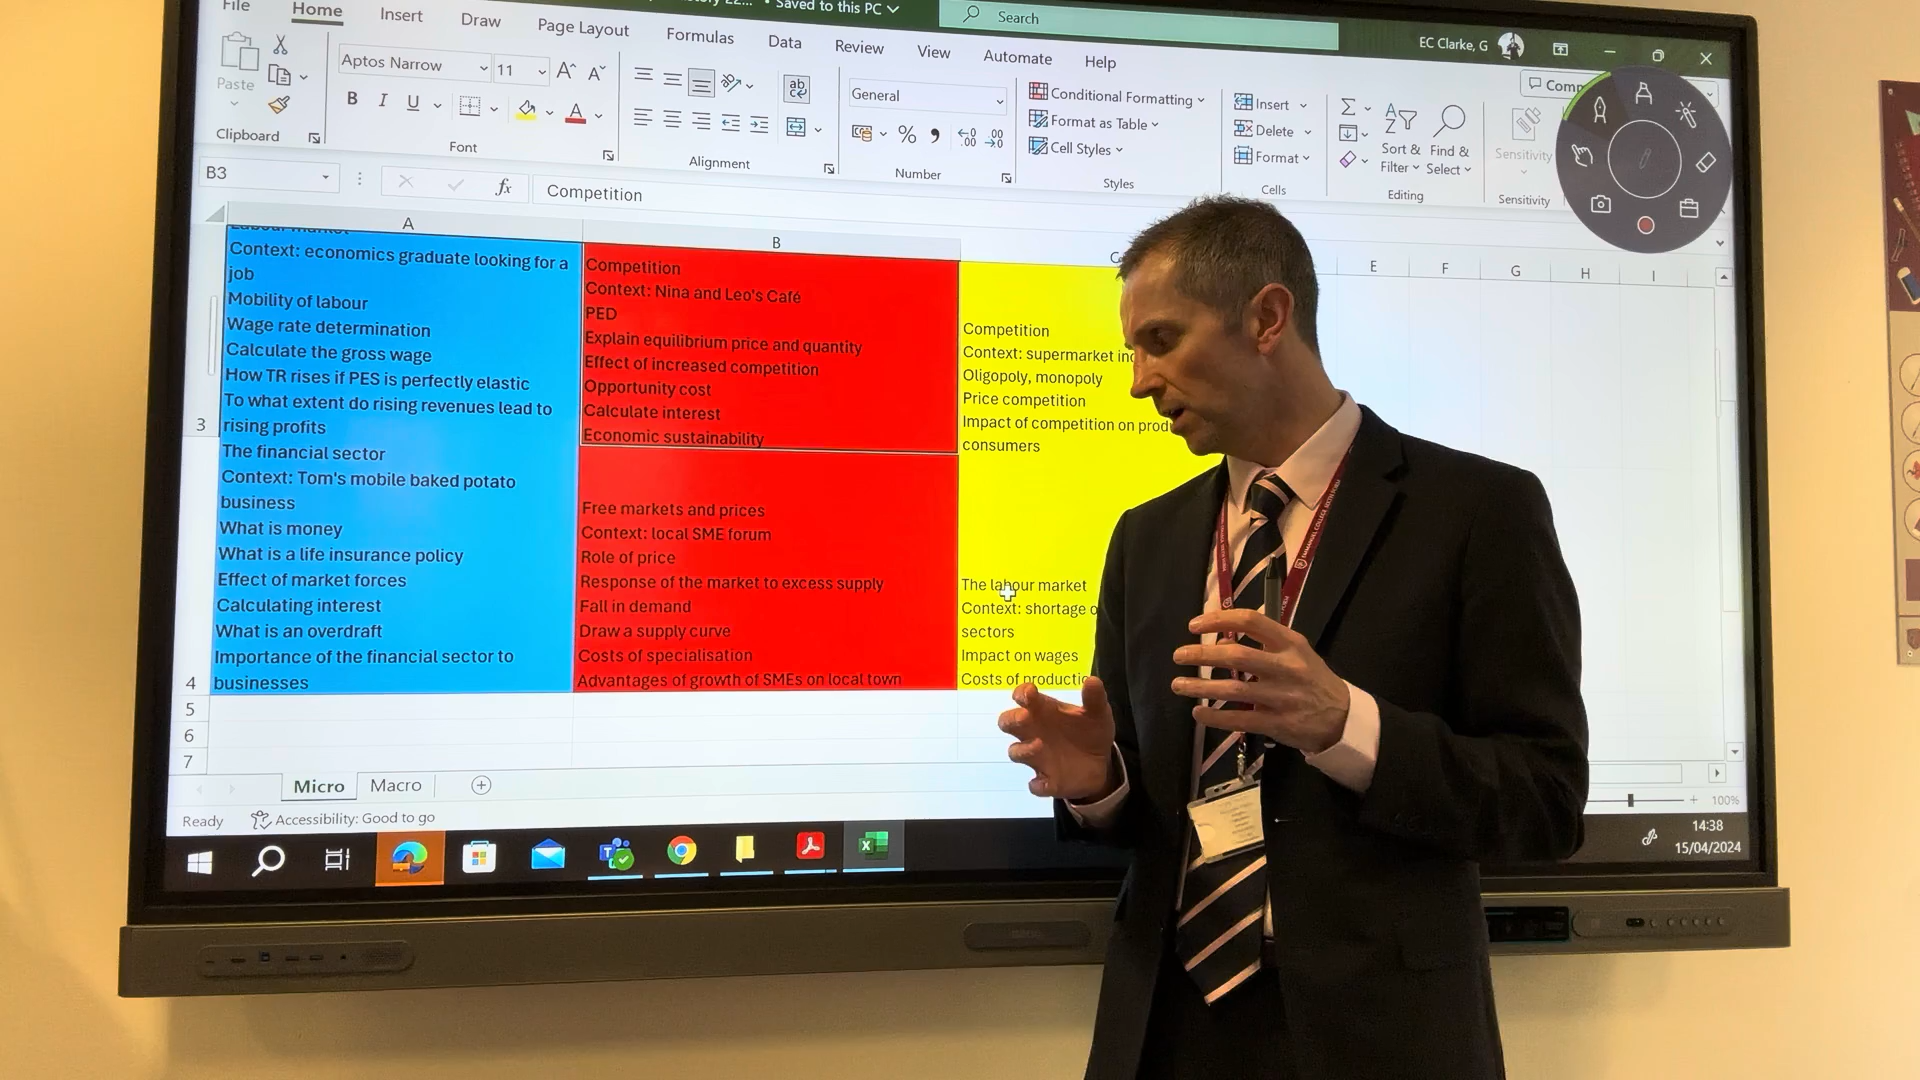 Saved to this PC
Search
EC Clarke, G
File
Home
Insert
Draw
Page Layout
Formulas
Data
Review
View
Automate
Help
Paste
Clipboard
Aptos Narrow
11
B I U
Font
Alignment
General
Number
Conditional Formatting
Format as Table
Cell Styles
Styles
Insert
Delete
Format
Cells
Sort & Filter
Find & Select
Editing
Sensitivity
Sensitivity
B3
fx
Competition
A
B
E
F
G
H
I
3
Context: economics graduate looking for a
job
Mobility of labour
Wage rate determination
Calculate the gross wage
How TR rises if PES is perfectly elastic
To what extent do rising revenues lead to
rising profits
Competition
Context: Nina and Leo's Café
PED
Explain equilibrium price and quantity
Effect of increased competition
Opportunity cost
Calculate interest
Economic sustainability
Competition
Context: supermarket
Oligopoly, monopoly
Price competition
Impact of competition on
consumers
4
The financial sector
Context: Tom's mobile baked potato
business
What is money
What is a life insurance policy
Effect of market forces
Calculating interest
What is an overdraft
Importance of the financial sector to
businesses
Free markets and prices
Context: local SME forum
Role of price
Response of the market to excess supply
Fall in demand
Draw a supply curve
Costs of specialisation
Advantages of growth of SMEs on local town
The labour market
Context: shortage
sectors
Impact on wages
Costs of
5
6
7
Micro
Macro
Ready
Accessibility: Good to go
100%
14:38
15/04/2024